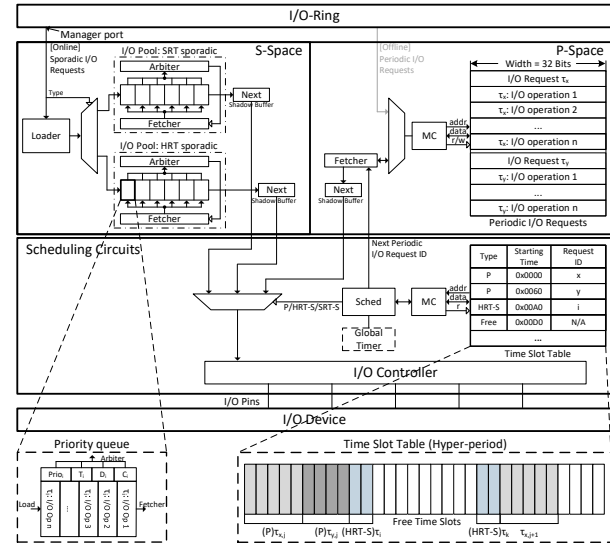 I/O-Ring
Manager port
[Online]
Sporadic I/O
Requests
I/O Pool: SRT sporadic
S-Space
[Offline]
Periodic I/O
Requests
P-Space
Width = 32 Bits
Arbiter
Next
Shadow Buffer
Fetcher
Type
Loader
I/O Pool: HRT sporadic
Arbiter
Fetcher
Next
Shadow Buffer
Fetcher
Next
Shadow Buffer
MC
addr
data
r/w
I/O Request τx
τx: I/O operation 1
τx: I/O operation 2
...
τx: I/O operation n
I/O Request τy
τy: I/O operation 1
...
τy: I/O operation n
Periodic I/O Requests
Scheduling Circuits
Next Periodic
I/O Request ID
P/HRT-S/SRT-S
Sched
Global
Timer
MC
addr
data
r
Type Starting Time Request ID
P 0x0000 x
P 0x0060 y
HRT-S 0x00A0 i
Free 0x00D0 N/A
...
Time Slot Table
I/O Controller
I/O Pins
I/O Device
Priority queue
Arbiter
Prioi Ti Di Ci
Load
τi: I/O Op n
...
τi: I/O Op 3
τi: I/O Op 2
τi: I/O Op 1
Fetcher
Time Slot Table (Hyper-period)
Free Time Slots
(P)τx,j (P)τy,j (HRT-S)τi (HRT-S)τk τx,j+1